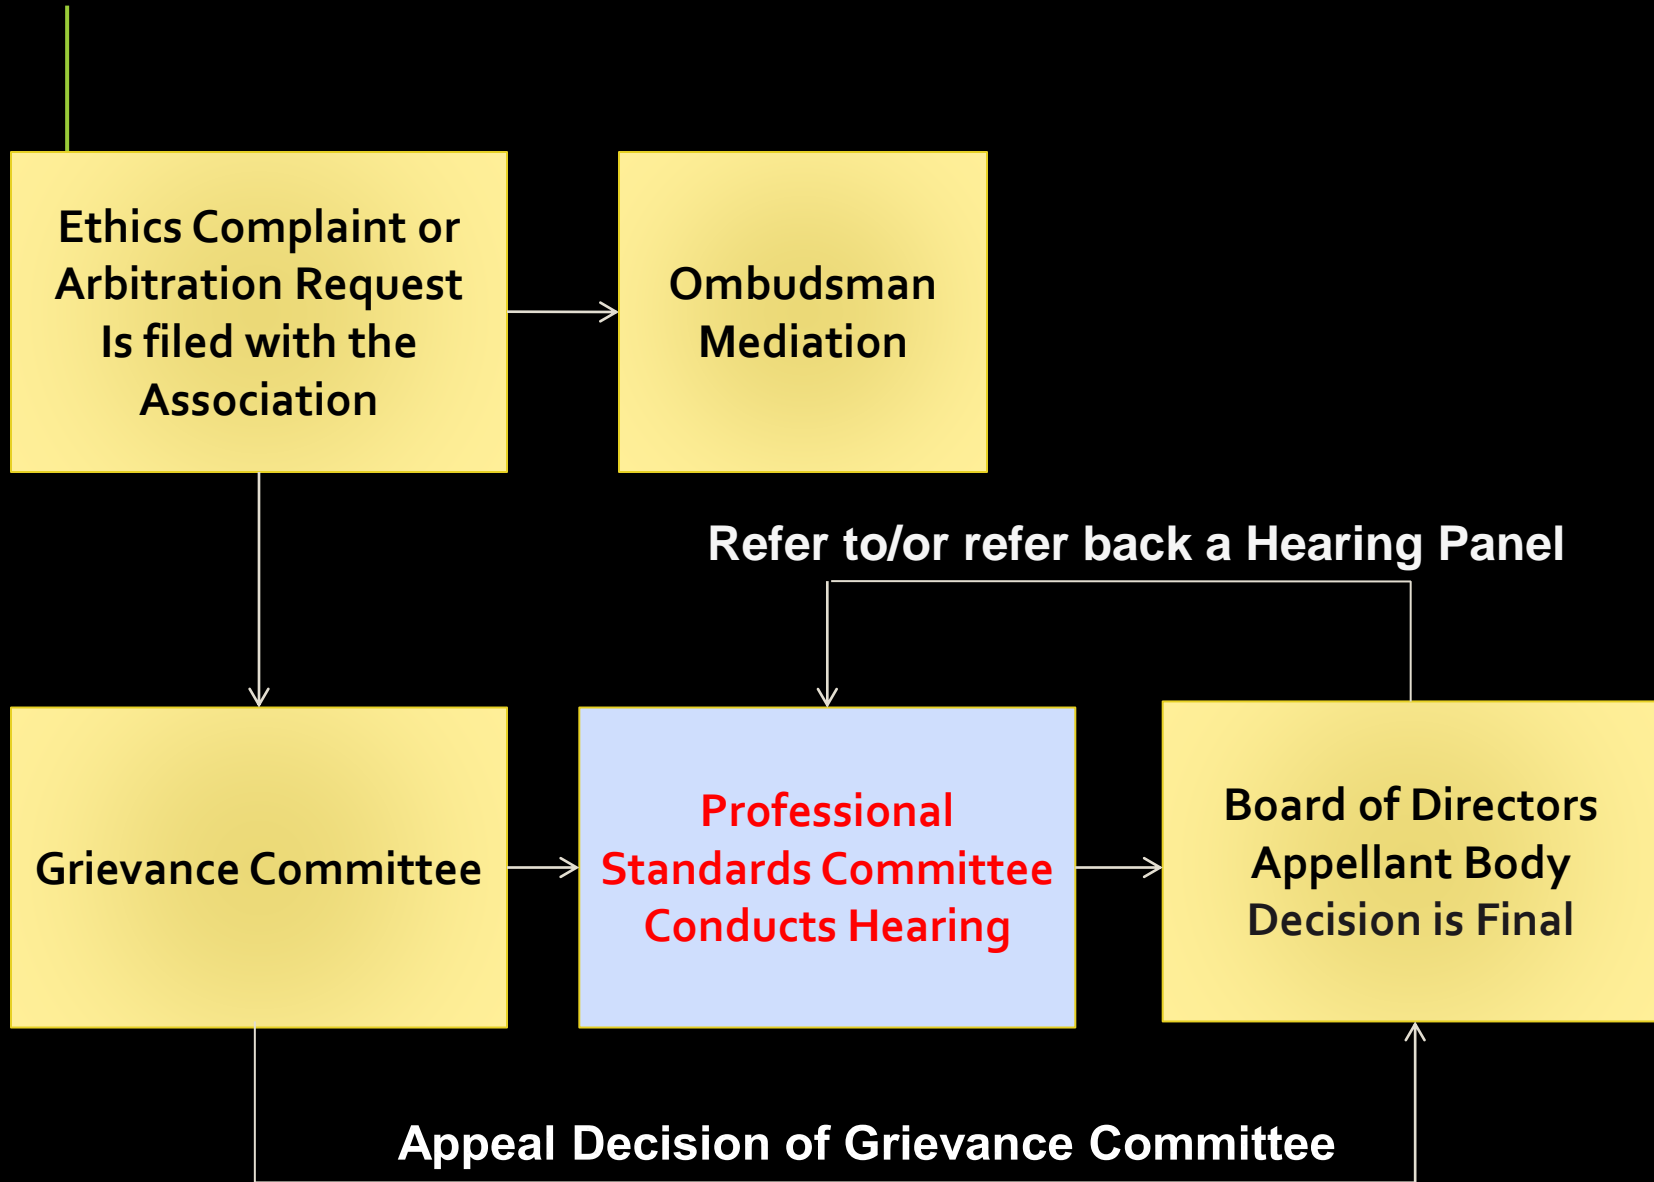 Ethics Complaint or
Arbitration Request
Is filed with the
Association
Ombudsman
Mediation
Refer to/or refer back a Hearing Panel
Grievance Committee
Professional
Standards Committee
Conducts Hearing
Board of Directors
Appellant Body
Decision is Final
Appeal Decision of Grievance Committee